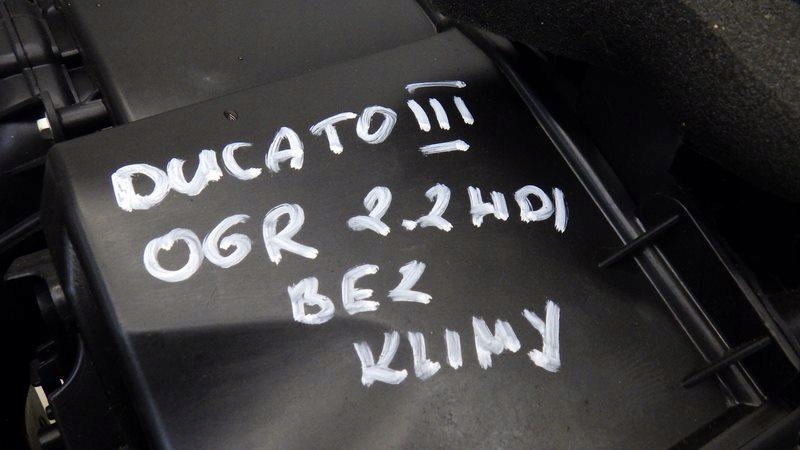 DUCATO III
OGR 2.2 HDI
BEZ
KLIMY